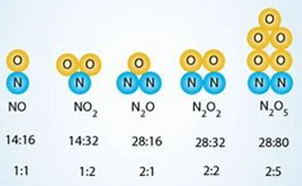 O
O O
O O O O O O O O
N N N N N N N N
NO NO₂ N₂O N₂O₂ N₂O₅
14:16 14:32 28:16 28:32 28:80
1:1 1:2 2:1 2:2 2:5